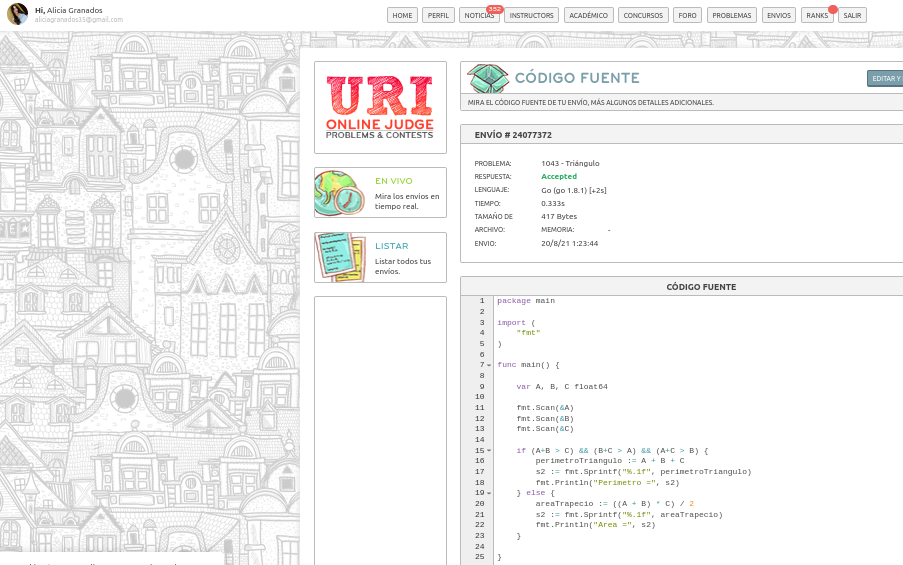 Hi, Alicia Granados
aliciagranados35@gmail.com
HOME PERFIL NOTICIAS 352 INSTRUCTORS ACADÉMICO CONCURSOS FORO PROBLEMAS ENVIOS RANKS SALIR
URI
ONLINE JUDGE
PROBLEMS & CONTESTS
EN VIVO
Mira los envios en
tiempo real.
LISTAR
Listar todos tus
envíos.
CÓDIGO FUENTE
EDITAR Y
MIRA EL CÓDIGO FUENTE DE TU ENVÍO, MÁS ALGUNOS DETALLES ADICIONALES.
ENVÍO # 24077372
PROBLEMA: 1043 - Triángulo
RESPUESTA: Accepted
LENGUAJE: Go (go 1.8.1) [+2s]
TIEMPO: 0.333s
TAMAÑO DE 417 Bytes
ARCHIVO: MEMORIA: -
ENVIO: 20/8/21 1:23:44
CÓDIGO FUENTE
1 package main
2
3 import (
4 "fmt"
5 )
6
7 func main() {
8
9 var A, B, C float64
10
11 fmt.Scan(&A)
12 fmt.Scan(&B)
13 fmt.Scan(&C)
14
15 if (A+B > C) && (B+C > A) && (A+C > B) {
16 perimetroTriangulo := A + B + C
17 s2 := fmt.Sprintf("%.1f", perimetroTriangulo)
18 fmt.Println("Perimetro =", s2)
19 } else {
20 areaTrapecio := ((A + B) * C) / 2
21 s2 := fmt.Sprintf("%.1f", areaTrapecio)
22 fmt.Println("Area =", s2)
23 }
24
25 }